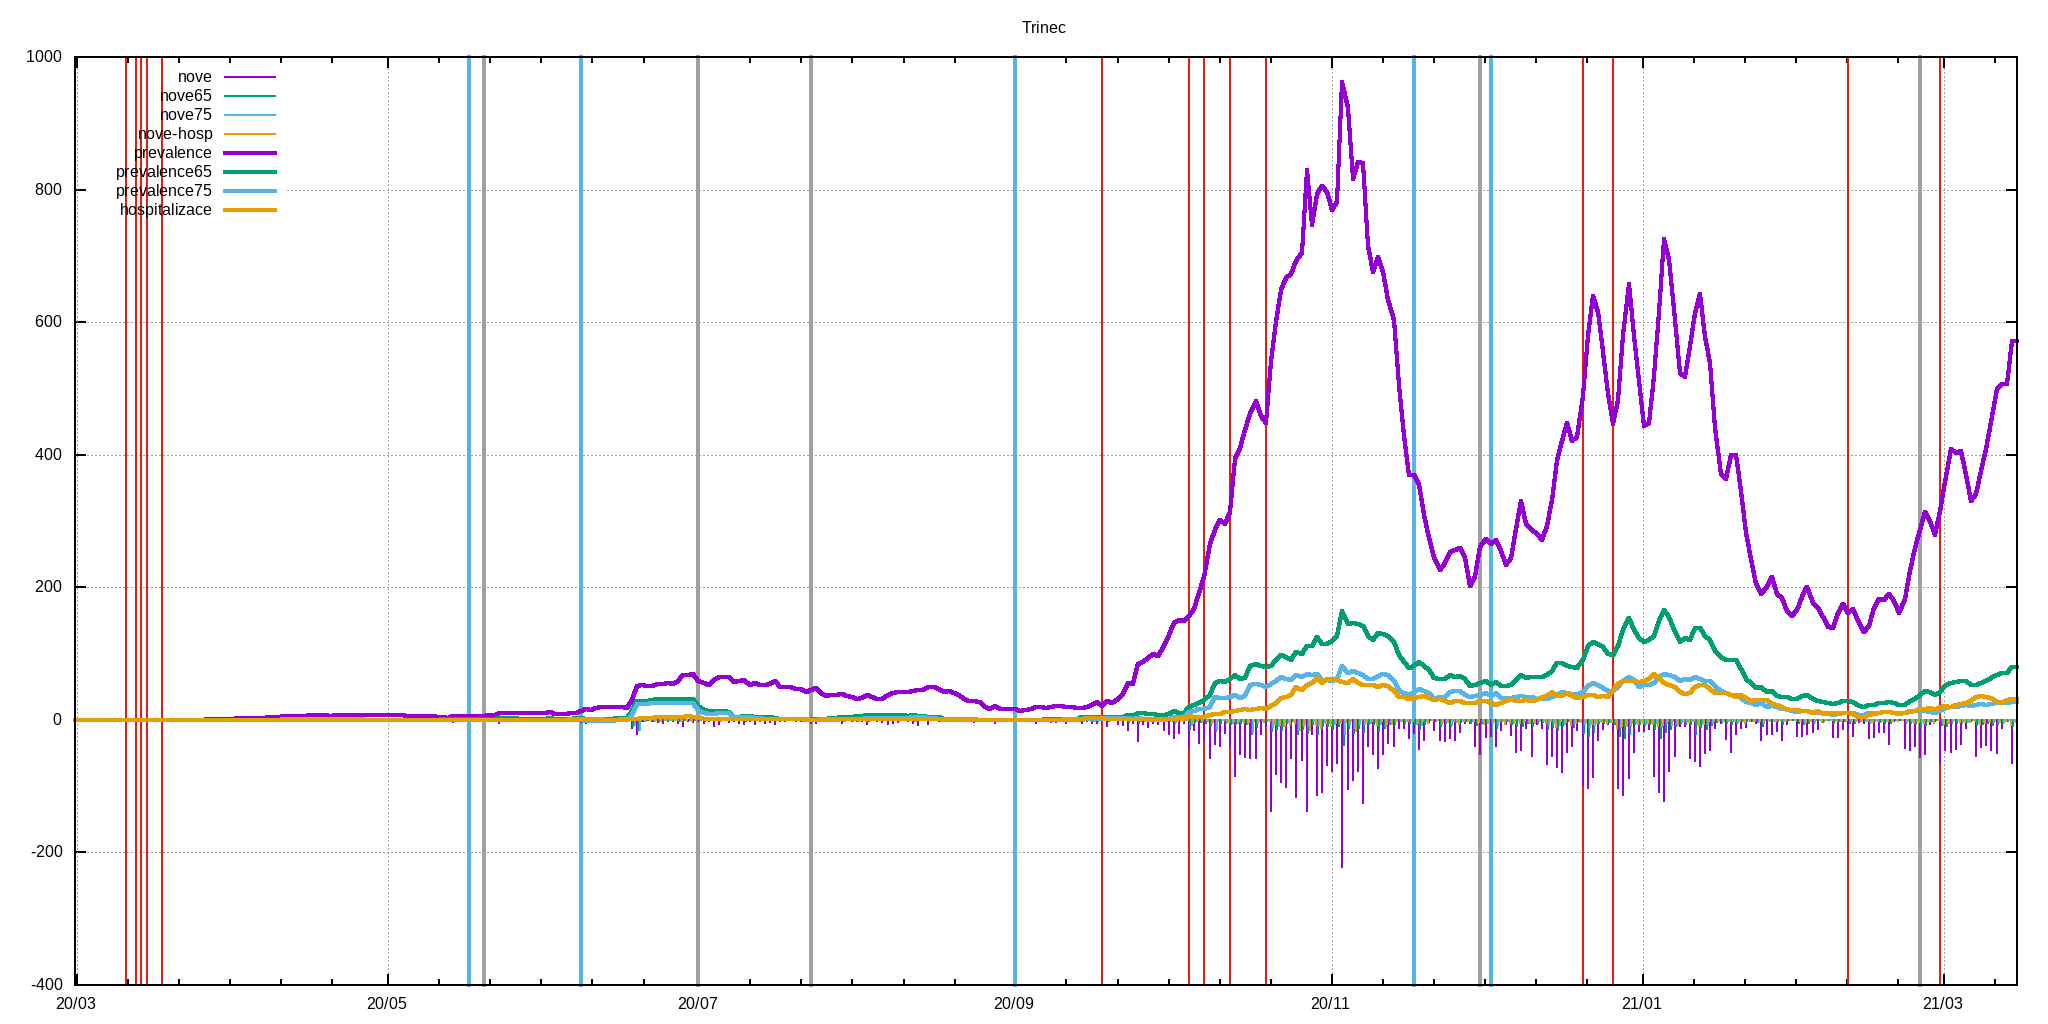 Trinec
1000
800
600
400
200
0
-200
-400
nove
nove65
nove75
nove-hosp
prevalence
prevalence65
prevalence75
hospitalizace
20/03 20/05 20/07 20/09 20/11 21/01 21/03